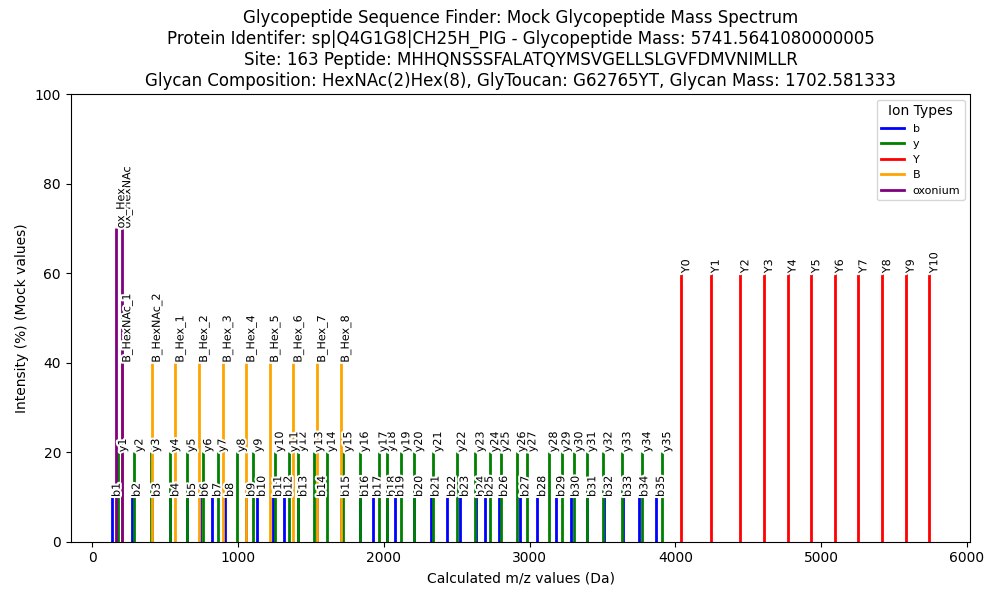 Glycopeptide Sequence Finder: Mock Glycopeptide Mass Spectrum
Protein Identifer: sp|Q4G1G8|CH25H_PIG - Glycopeptide Mass: 5741.5641080000005
Site: 163 Peptide: MHHQNSSSFALATQYMSVGELLSLGVFDMVNIMLLR
Glycan Composition: HexNAc(2)Hex(8), GlyToucan: G62765YT, Glycan Mass: 1702.581333
Intensity (%) (Mock values)
100
80
60
40
20
0
Ion Types
b
y
Y
B
oxonium
ox_Hex
ox_HexNAc
Y0 Y1 Y2 Y3 Y4 Y5 Y6 Y7 Y8 Y9 Y10
B_HexNAc_1 B_HexNAc_2 B_Hex_1 B_Hex_2 B_Hex_3 B_Hex_4 B_Hex_5 B_Hex_6 B_Hex_7 B_Hex_8
y1 y2 y3 y4 y5 y6 y7 y8 y9 y10 y11 y12 y13 y14 y15 y16 y17 y18 y19 y20 y21 y22 y23 y24 y25 y26 y27 y28 y29 y30 y31 y32 y33 y34 y35
b1 b2 b3 b4 b5 b6 b7 b8 b9 b10 b11 b12 b13 b14 b15 b16 b17 b18 b19 b20 b21 b22 b23 b24 b25 b26 b27 b28 b29 b30 b31 b32 b33 b34 b35
0 1000 2000 3000 4000 5000 6000
Calculated m/z values (Da)